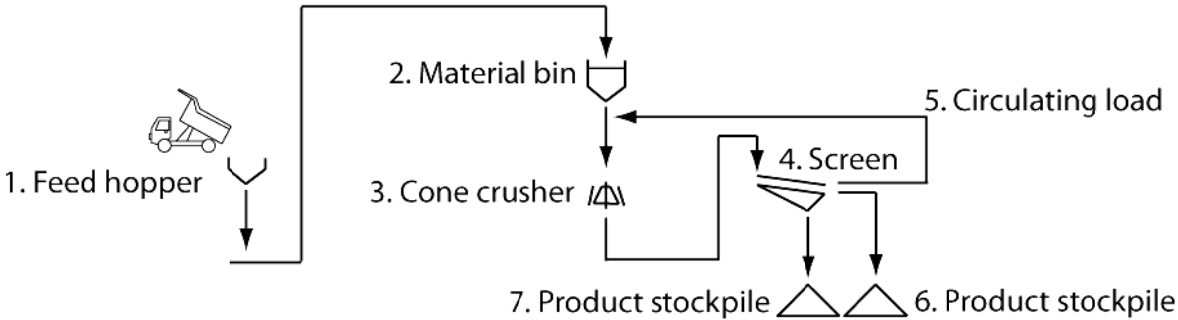 2. Material bin
5. Circulating load
4. Screen
1. Feed hopper
3. Cone crusher
7. Product stockpile
6. Product stockpile